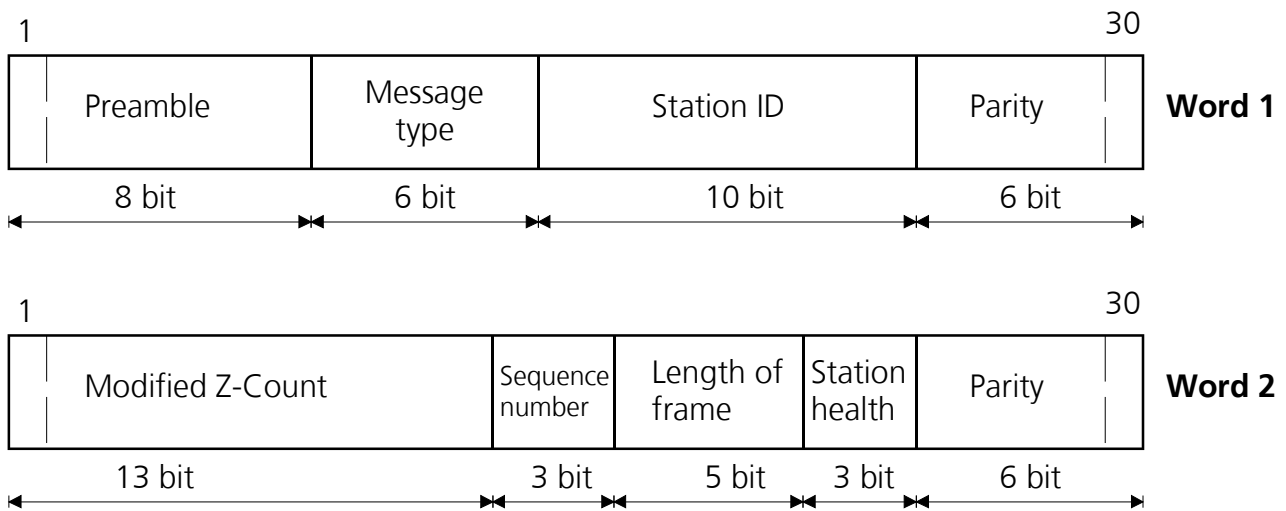 1 30
Preamble Message type Station ID Parity Word 1
8 bit 6 bit 10 bit 6 bit
1 30
Modified Z-Count Sequence number Length of frame Station health Parity Word 2
13 bit 3 bit 5 bit 3 bit 6 bit